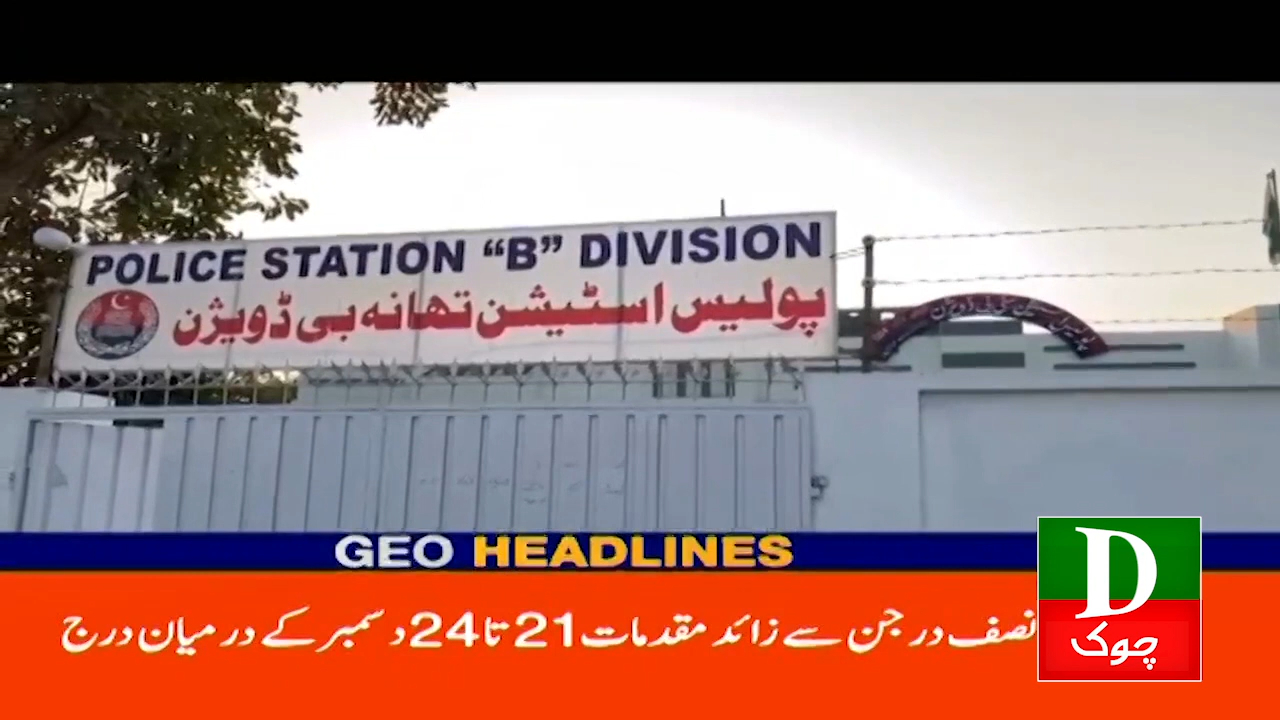 POLICE STATION “B” DIVISION
پولیس اسٹیشن تھانہ بی ڈویژن
GEO HEADLINES
نصف درجن سے زائد مقدمات 21 تا 24 دسمبر کے درمیان درج
D
چوک